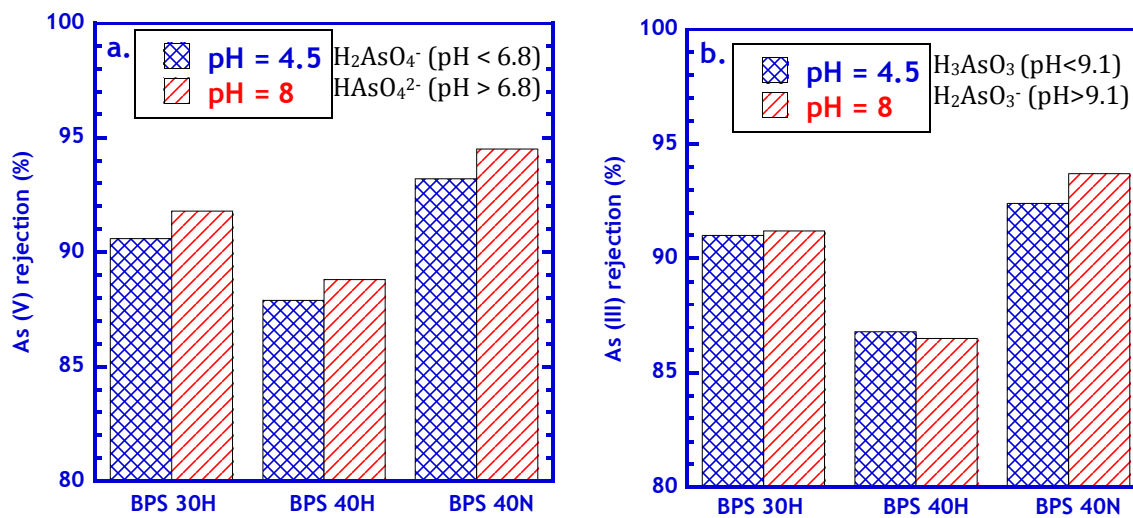 a.
pH = 4.5
H₂AsO₄⁻ (pH < 6.8)
pH = 8
HAsO₄²⁻ (pH > 6.8)
100
95
90
85
80
As (V) rejection (%)
BPS 30H
BPS 40H
BPS 40N
b.
pH = 4.5
H₃AsO₃ (pH<9.1)
pH = 8
H₂AsO₃⁻ (pH>9.1)
100
95
90
85
80
As (III) rejection (%)
BPS 30H
BPS 40H
BPS 40N